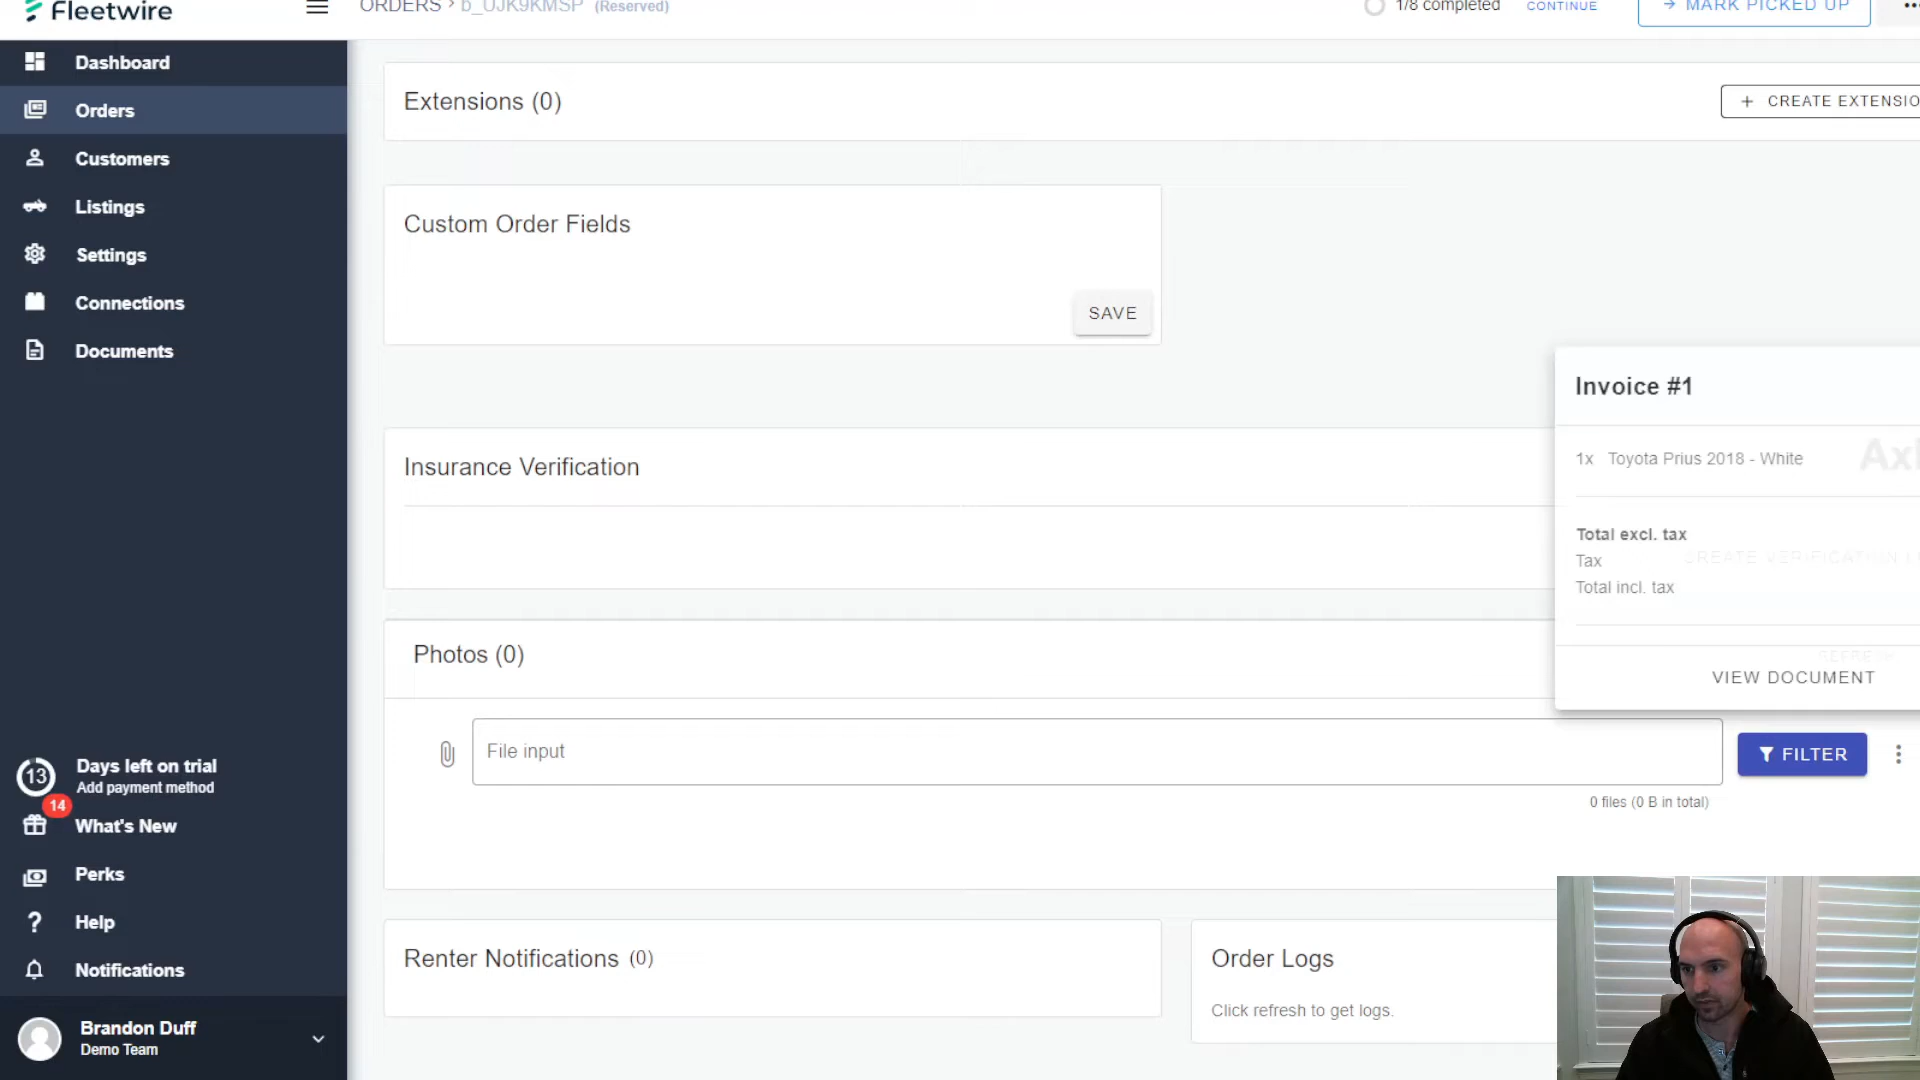 Fleetwire
ORDERS > b_UJK9KMSP (Reserved)
1/8 completed
CONTINUE
→ MARK PICKED UP
Dashboard
Orders
Customers
Listings
Settings
Connections
Documents
13
Days left on trial
Add payment method
14
What's New
Perks
Help
Notifications
Brandon Duff
Demo Team
Extensions (0)
+ CREATE EXTENSIO
Custom Order Fields
SAVE
Insurance Verification
Invoice #1
1x Toyota Prius 2018 - White
Axl
Total excl. tax
Tax
CREATE VERIFICATION
Total incl. tax
VIEW DOCUMENT
Photos (0)
File input
FILTER
0 files (0 B in total)
Renter Notifications (0)
Order Logs
Click refresh to get logs.